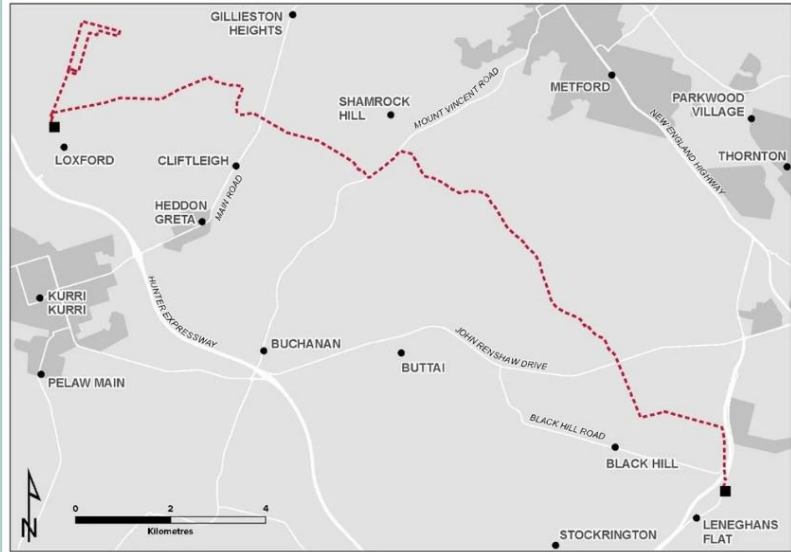 GILLIESTON
HEIGHTS
METFORD
PARKWOOD
VILLAGE
SHAMROCK
HILL
MOUNT VINCENT ROAD
NEW ENGLAND HIGHWAY
THORNTON
LOXFORD
CLIFTLEIGH
MAIN ROAD
HEDDON
GRETA
KURRI
KURRI
HUNTER EXPRESSWAY
BUCHANAN
BUTTAI
JOHN RENSHAW DRIVE
PELAW MAIN
BLACK HILL ROAD
BLACK HILL
N
0 2 4
Kilometres
STOCKRINGTON
LENEGHANS
FLAT